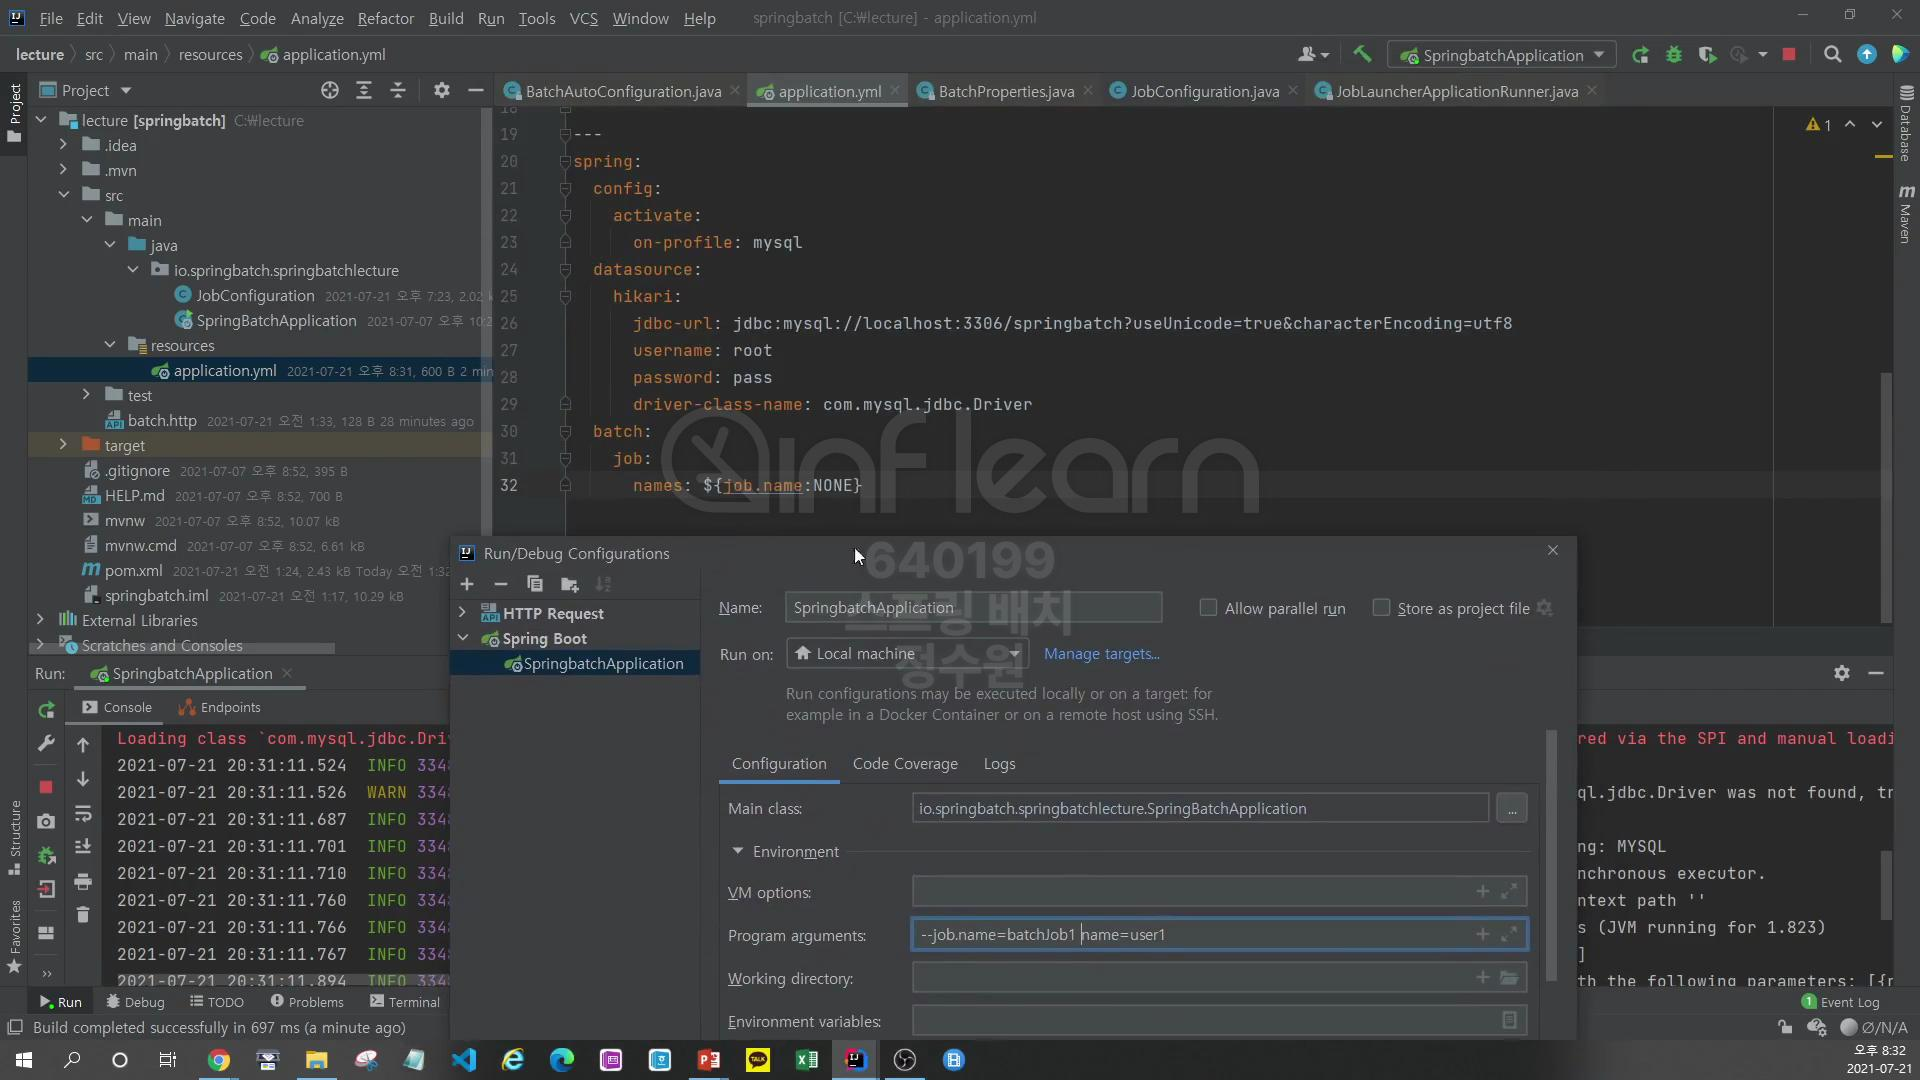 File Edit View Navigate Code Analyze Refactor Build Run Tools VCS Window Help springbatch [C:₩lecture] - application.yml
lecture src main resources application.yml SpringbatchApplication
Project BatchAutoConfiguration.java application.yml BatchProperties.java JobConfiguration.java JobLauncherApplicationRunner.java
lecture [springbatch] C:₩lecture
.idea
.mvn
src
main
java
io.springbatch.springbatchlecture
JobConfiguration 2021-07-21 오후 7:23, 2.02 k
SpringBatchApplication 2021-07-07 오후 10:2
resources
application.yml 2021-07-21 오후 8:31, 600 B 2 min
test
batch.http 2021-07-21 오전 1:33, 128 B 28 minutes ago
target
.gitignore 2021-07-07 오후 8:52, 395 B
HELP.md 2021-07-07 오후 8:52, 700 B
mvnw 2021-07-07 오후 8:52, 10.07 kB
mvnw.cmd 2021-07-07 오후 8:52, 6.61 kB
pom.xml 2021-07-21 오전 1:24, 2.43 kB Today 오전 1:32
springbatch.iml 2021-07-21 오전 1:17, 10.29 kB
External Libraries
Scratches and Consoles
18
19 ---
20 spring:
21 config:
22 activate:
23 on-profile: mysql
24 datasource:
25 hikari:
26 jdbc-url: jdbc:mysql://localhost:3306/springbatch?useUnicode=true&characterEncoding=utf8
27 username: root
28 password: pass
29 driver-class-name: com.mysql.jdbc.Driver
30 batch:
31 job:
32 names: ${job.name:NONE}
1
inflearn
640199
스프링 배치
정수원
Project
Structure
Favorites
Database
Maven
Run: SpringbatchApplication
Console Endpoints
Loading class `com.mysql.jdbc.Dri
2021-07-21 20:31:11.524 INFO 334
2021-07-21 20:31:11.526 WARN 334
2021-07-21 20:31:11.687 INFO 334
2021-07-21 20:31:11.701 INFO 334
2021-07-21 20:31:11.710 INFO 334
2021-07-21 20:31:11.760 INFO 334
2021-07-21 20:31:11.766 INFO 334
2021-07-21 20:31:11.767 INFO 334
2021-07-21 20:31:11.894 INFO 334
red via the SPI and manual loadi
ql.jdbc.Driver was not found, tr
ng: MYSQL
nchronous executor.
ntext path ''
s (JVM running for 1.823)
]
th the following parameters: [{n
Run/Debug Configurations
HTTP Request
Spring Boot
SpringbatchApplication
Name: SpringbatchApplication Allow parallel run Store as project file
Run on: Local machine Manage targets...
Run configurations may be executed locally or on a target: for
example in a Docker Container or on a remote host using SSH.
Configuration Code Coverage Logs
Main class: io.springbatch.springbatchlecture.SpringBatchApplication ...
Environment
VM options:
Program arguments: --job.name=batchJob1 name=user1
Working directory:
Environment variables:
Run Debug TODO Problems Terminal 1 Event Log
Build completed successfully in 697 ms (a minute ago) Ø/N/A
TALK
오후 8:32
2021-07-21